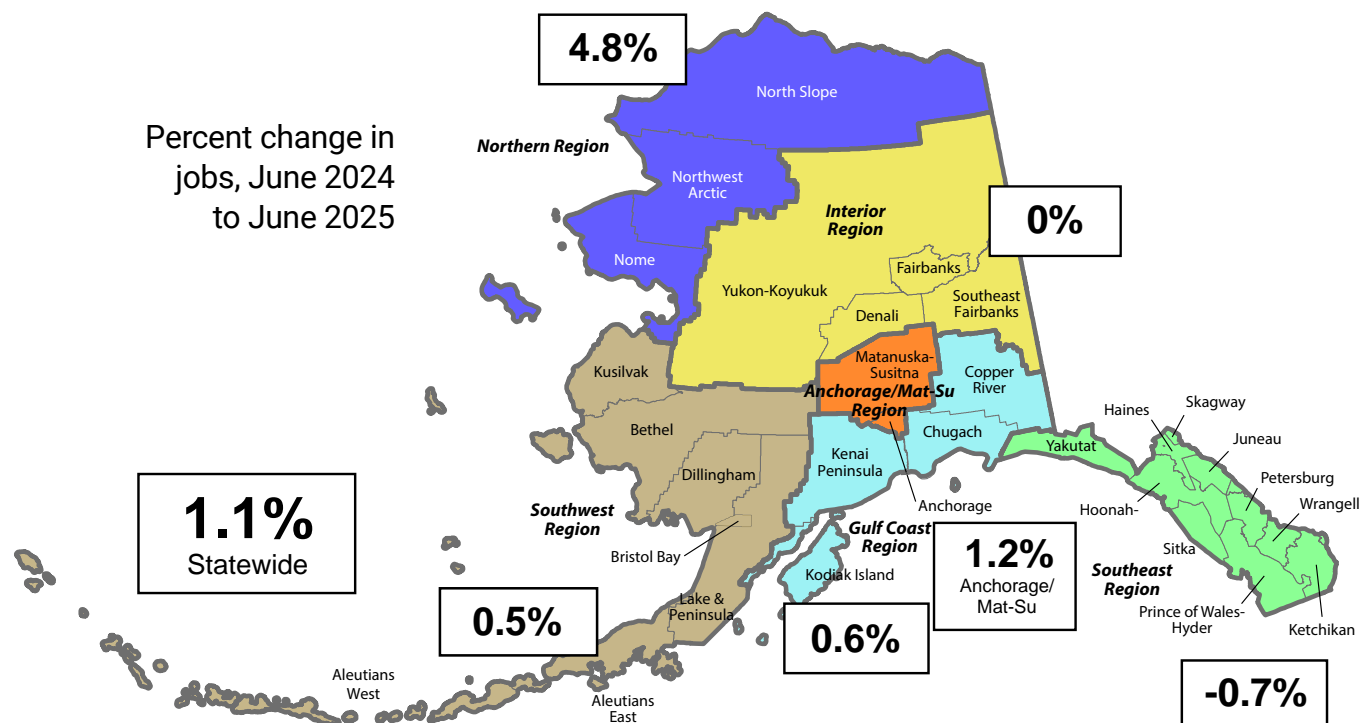 4.8%
North Slope
Percent change in
jobs, June 2024
to June 2025
Northern Region
Northwest
Arctic
Interior
Region
0%
Nome
Fairbanks
Yukon-Koyukuk
Southeast
Fairbanks
Denali
Matanuska-
Susitna
Kusilvak
Copper
River
Anchorage/Mat-Su
Region
Skagway
Haines
Bethel
Chugach
Juneau
Yakutat
Kenai
Peninsula
Dillingham
Petersburg
Wrangell
Anchorage
Hoonah-
Southwest
Region
1.1%
Statewide
Gulf Coast
Region
Bristol Bay
Sitka
1.2%
Anchorage/
Mat-Su
Southeast
Region
Kodiak Island
Lake &
Peninsula
Prince of Wales-
Hyder
0.5%
0.6%
Ketchikan
Aleutians
West
-0.7%
Aleutians
East